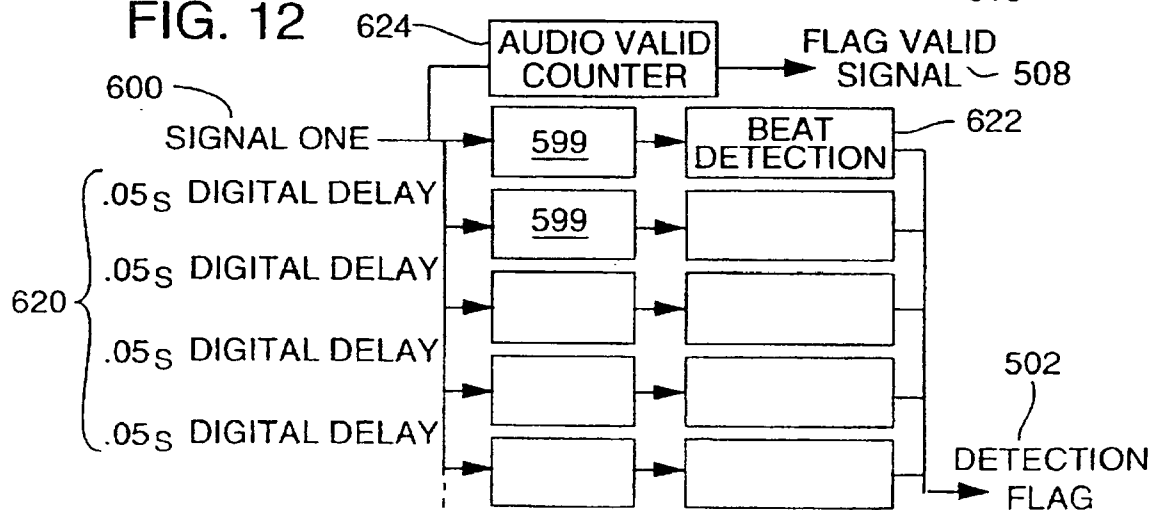 FIG. 12
624
AUDIO VALID
COUNTER
FLAG VALID
SIGNAL 508
600
SIGNAL ONE
599
BEAT
DETECTION
622
.05s DIGITAL DELAY
599
.05s DIGITAL DELAY
620
.05s DIGITAL DELAY
.05s DIGITAL DELAY
502
DETECTION
FLAG